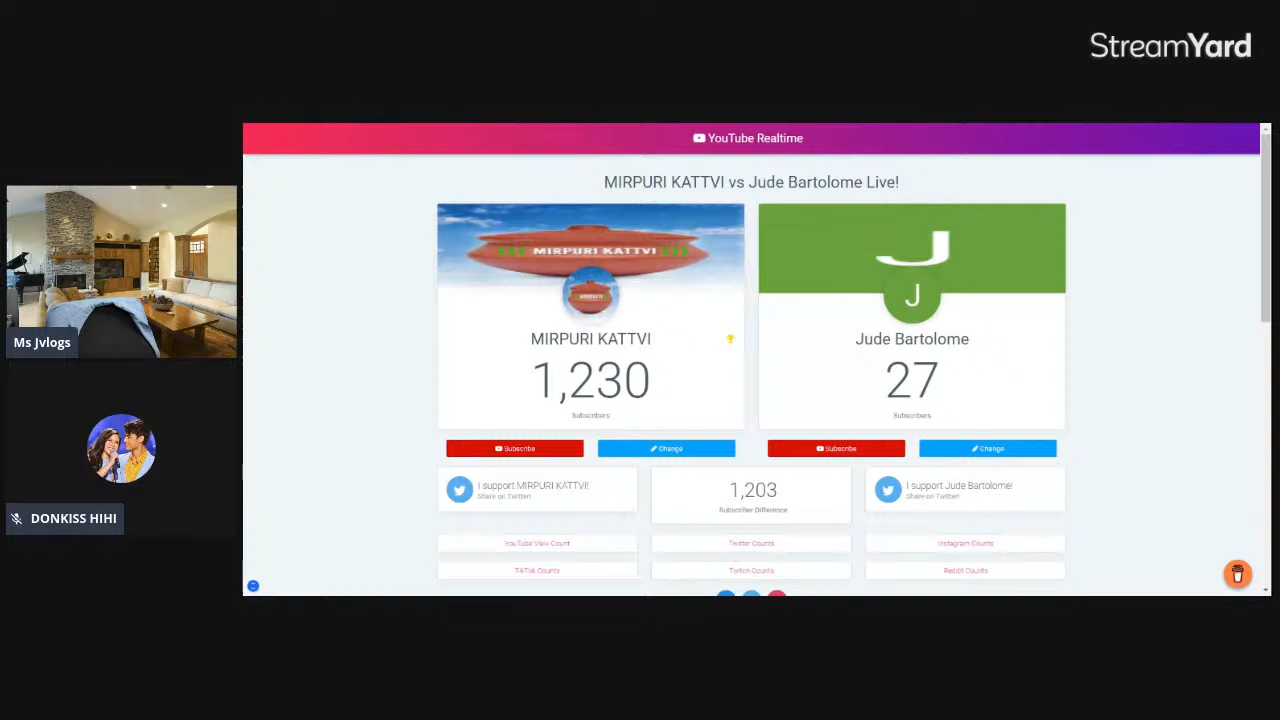 StreamYard
YouTube Realtime
MIRPURI KATTVI vs Jude Bartolome Live!
<<< MIRPURI KATTVI >>>
MIRPURI KATTVI
1,230
Subscribers
J
J
Jude Bartolome
27
Subscribers
Subscribe
Change
Subscribe
Change
I support MIRPURI KATTVI!
Share on Twitter!
1,203
Subscriber Difference
I support Jude Bartolome!
Share on Twitter!
YouTube View Count
Twitter Counts
Instagram Counts
TikTok Counts
Twitch Counts
Reddit Counts
Ms Jvlogs
DONKISS HIHI